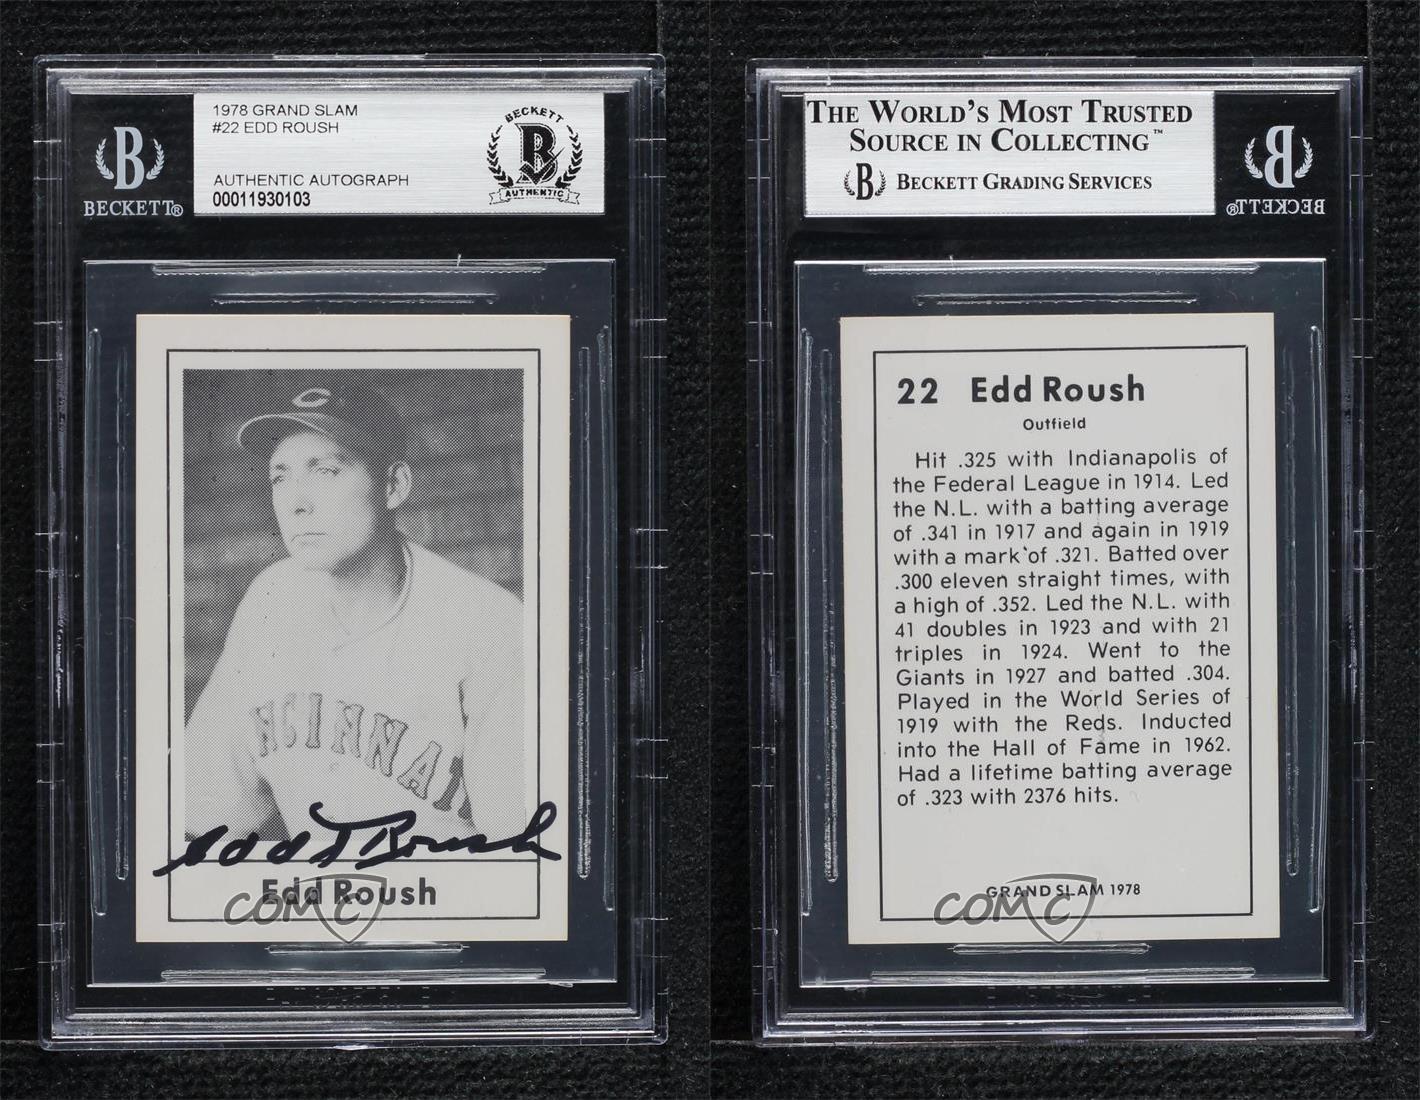 1978 GRAND SLAM
#22 EDD ROUSH
AUTHENTIC AUTOGRAPH
00011930103
B
BECKETT®
BECKETT
B
AUTHENTIC
C
NCINNA
Edd J Roush
Edd Roush
COMC
THE WORLD'S MOST TRUSTED
SOURCE IN COLLECTING™
B BECKETT GRADING SERVICES
B
BECKETT®
22 Edd Roush
Outfield
Hit .325 with Indianapolis of
the Federal League in 1914. Led
the N.L. with a batting average
of .341 in 1917 and again in 1919
with a mark of .321. Batted over
.300 eleven straight times, with
a high of .352. Led the N.L. with
41 doubles in 1923 and with 21
triples in 1924. Went to the
Giants in 1927 and batted .304.
Played in the World Series of
1919 with the Reds. Inducted
into the Hall of Fame in 1962.
Had a lifetime batting average
of .323 with 2376 hits.
GRAND SLAM 1978
COMC